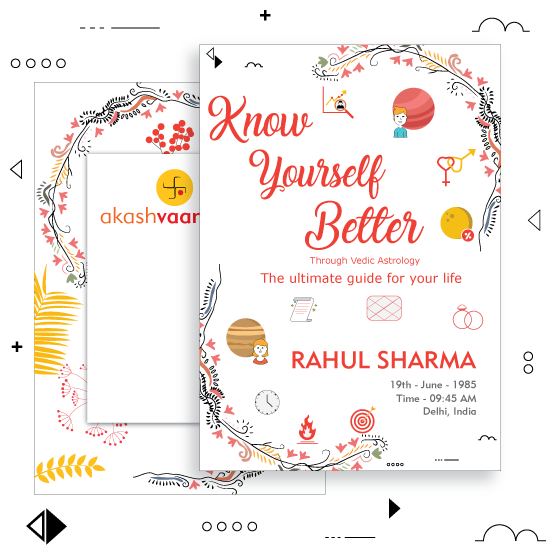 Know
Yourself
Better
Through Vedic Astrology
The ultimate guide for your life
RAHUL SHARMA
19th - June - 1985
Time - 09:45 AM
Delhi, India
%